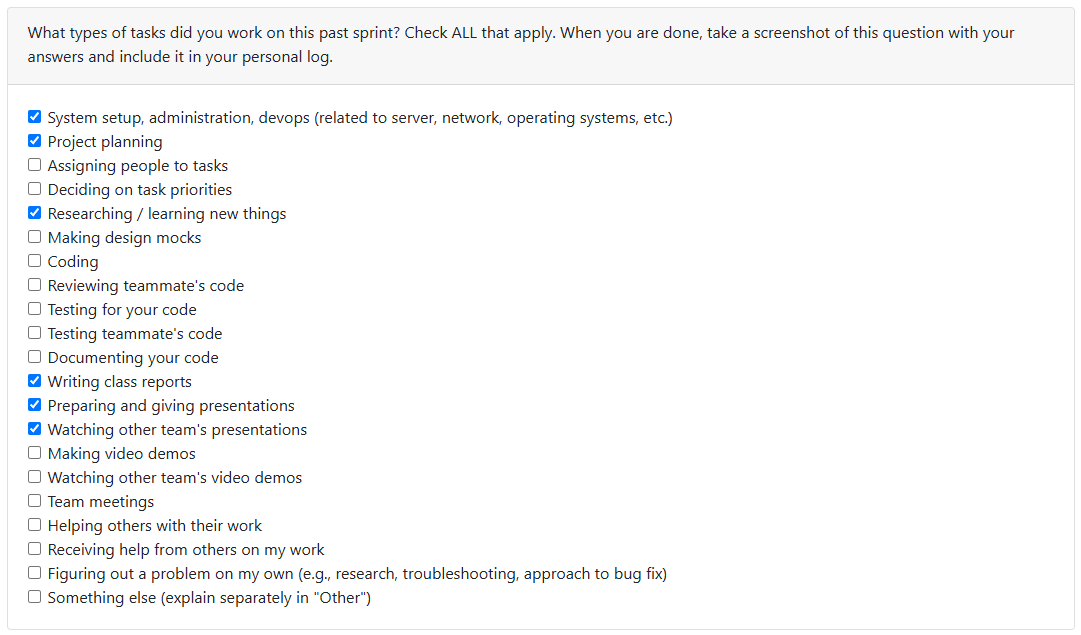 What types of tasks did you work on this past sprint? Check ALL that apply. When you are done, take a screenshot of this question with your
answers and include it in your personal log.
System setup, administration, devops (related to server, network, operating systems, etc.)
Project planning
Assigning people to tasks
Deciding on task priorities
Researching / learning new things
Making design mocks
Coding
Reviewing teammate's code
Testing for your code
Testing teammate's code
Documenting your code
Writing class reports
Preparing and giving presentations
Watching other team's presentations
Making video demos
Watching other team's video demos
Team meetings
Helping others with their work
Receiving help from others on my work
Figuring out a problem on my own (e.g., research, troubleshooting, approach to bug fix)
Something else (explain separately in "Other")